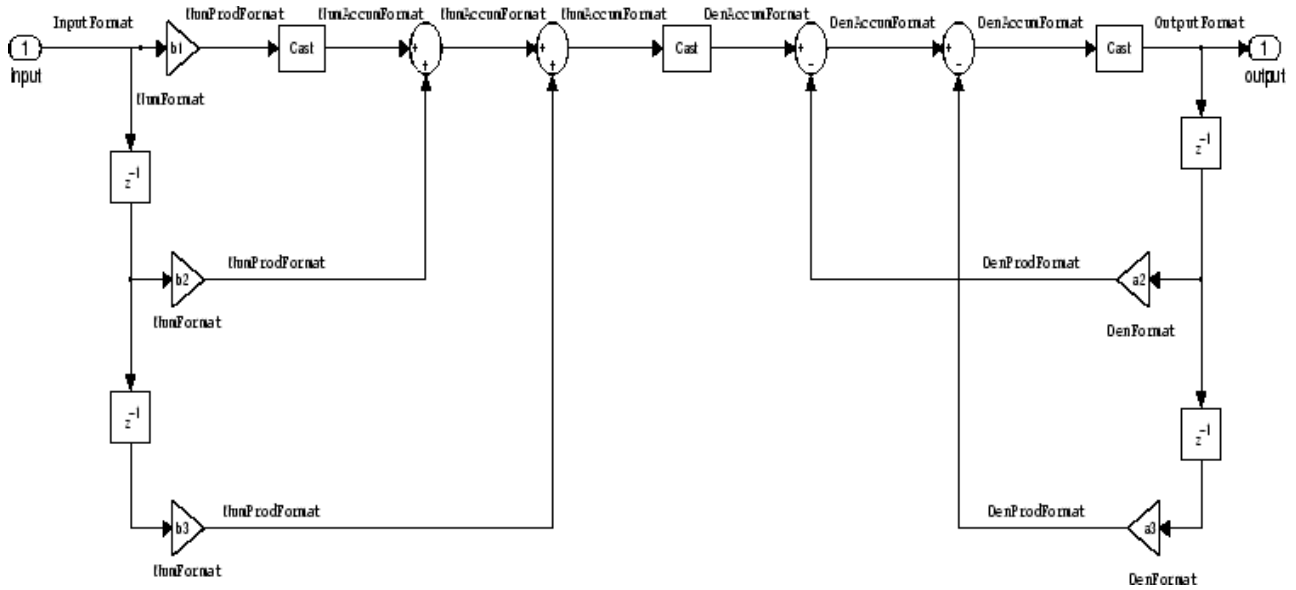 InputFormat
NumProdFormat
NumAccumFormat
NumAccumFormat
NumAccumFormat
DenAccumFormat
DenAccumFormat
DenAccumFormat
OutputFormat
1
input
b1
Cast
+
+
+
+
Cast
+
-
+
-
Cast
1
output
NumFormat
z⁻¹
z⁻¹
b2
NumProdFormat
DenProdFormat
a2
NumFormat
DenFormat
z⁻¹
z⁻¹
b3
NumProdFormat
DenProdFormat
a3
NumFormat
DenFormat